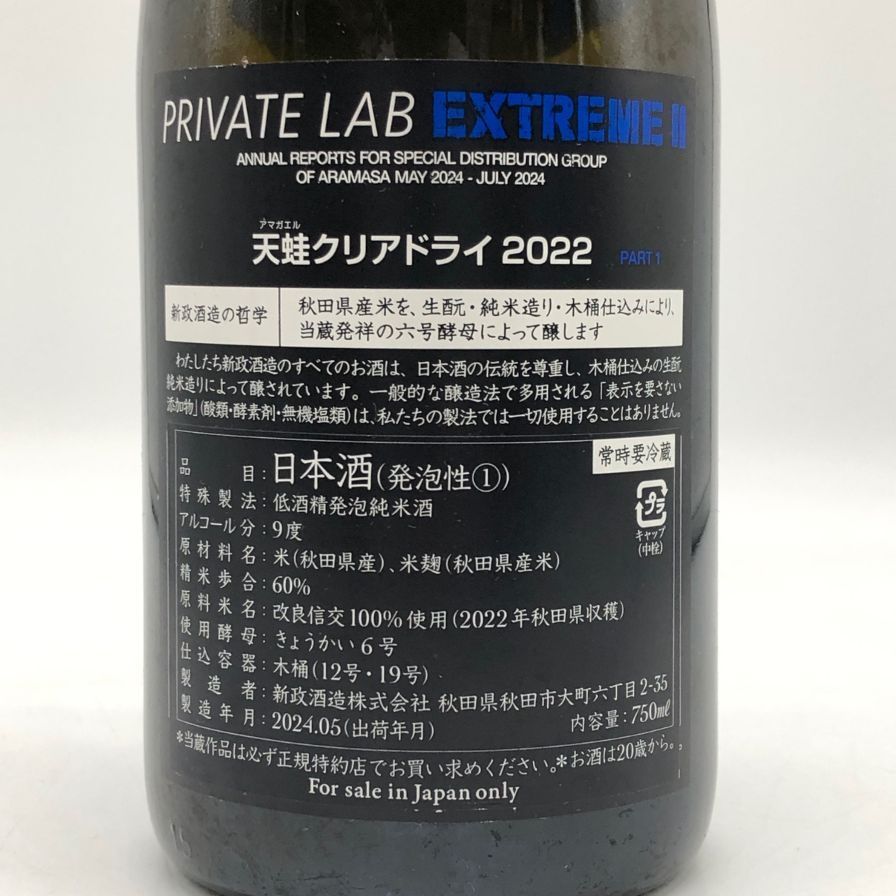 PRIVATE LAB EXTREME II
ANNUAL REPORTS FOR SPECIAL DISTRIBUTION GROUP
OF ARAMASA MAY 2024 - JULY 2024
アマガエル
天蛙クリアドライ 2022 PART 1
新政酒造の哲学
秋田県産米を、生酛・純米造り・木桶仕込みにより、
当蔵発祥の六号酵母によって醸します
わたしたち新政酒造のすべてのお酒は、日本酒の伝統を尊重し、木桶仕込みの生酛
純米造りによって醸されています。一般的な醸造法で多用される「表示を要さない
添加物」(酸類・酵素剤・無機塩類)は、私たちの製法では一切使用することはありません。
常時要冷蔵
プラ
キャップ
(中栓)
品目:日本酒(発泡性①)
特殊製法:低酒精発泡純米酒
アルコール分:9度
原材料名:米(秋田県産)、米麹(秋田県産米)
精米歩合:60%
原料米名:改良信交100%使用(2022年秋田県収穫)
使用酵母:きょうかい6号
仕込容器:木桶(12号・19号)
製造者:新政酒造株式会社 秋田県秋田市大町六丁目2-35
製造年月:2024.05(出荷年月) 内容量:750㎖
*当蔵作品は必ず正規特約店でお買い求めください。*お酒は20歳から。
For sale in Japan only